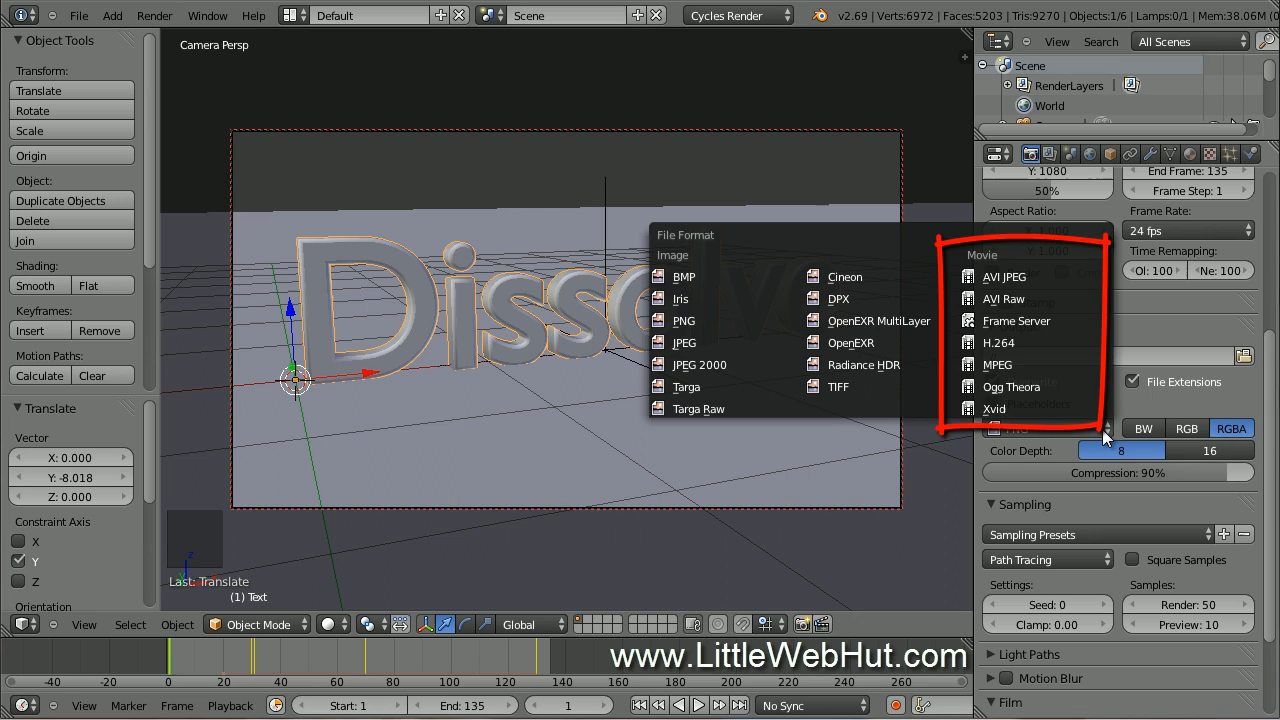 File Add Render Window Help Default Scene Cycles Render v2.69 | Verts:6972 | Faces:5203 | Tris:9270 | Objects:1/6 | Lamps:0/1 | Mem:38.06M (0
Object Tools
Transform:
Translate
Rotate
Scale
Origin
Object:
Duplicate Objects
Delete
Join
Shading:
Smooth Flat
Keyframes:
Insert Remove
Motion Paths:
Calculate Clear
Translate
Vector
X: 0.000
Y: -8.018
Z: 0.000
Constraint Axis
X
Y
Z
Orientation
Camera Persp
Dissolve
File Format
Image
BMP
Iris
PNG
JPEG
JPEG 2000
Targa
Targa Raw
Cineon
DPX
OpenEXR MultiLayer
OpenEXR
Radiance HDR
TIFF
Movie
AVI JPEG
AVI Raw
Frame Server
H.264
MPEG
Ogg Theora
Xvid
Last: Translate
(1) Text
View Select Object Object Mode Global
www.LittleWebHut.com
-40 -20 0 20 40 60 80 100 120 140 160 180 200 220 240 260
View Marker Frame Playback Start: 1 End: 135 1 No Sync
View Search All Scenes
Scene
RenderLayers
World
Y: 1080 End Frame: 135
50% Frame Step: 1
Aspect Ratio: Frame Rate:
24 fps
Time Remapping:
Ol: 100 Ne: 100
File Extensions
BW RGB RGBA
Color Depth: 8 16
Compression: 90%
Sampling
Sampling Presets
Path Tracing Square Samples
Settings: Samples:
Seed: 0 Render: 50
Clamp: 0.00 Preview: 10
Light Paths
Motion Blur
Film